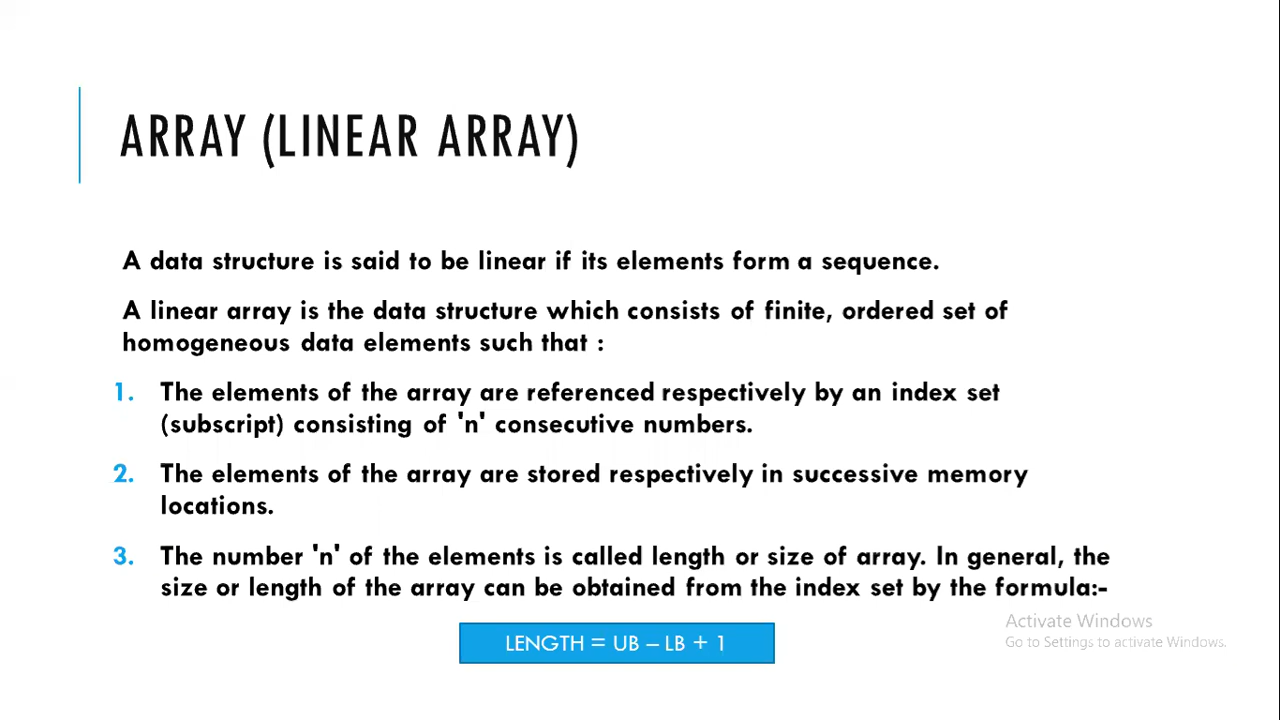 ARRAY (LINEAR ARRAY)
A data structure is said to be linear if its elements form a sequence.
A linear array is the data structure which consists of finite, ordered set of
homogeneous data elements such that :
1. The elements of the array are referenced respectively by an index set
(subscript) consisting of 'n' consecutive numbers.
2. The elements of the array are stored respectively in successive memory
locations.
3. The number 'n' of the elements is called length or size of array. In general, the
size or length of the array can be obtained from the index set by the formula:-
LENGTH = UB – LB + 1
Activate Windows
Go to Settings to activate Windows.